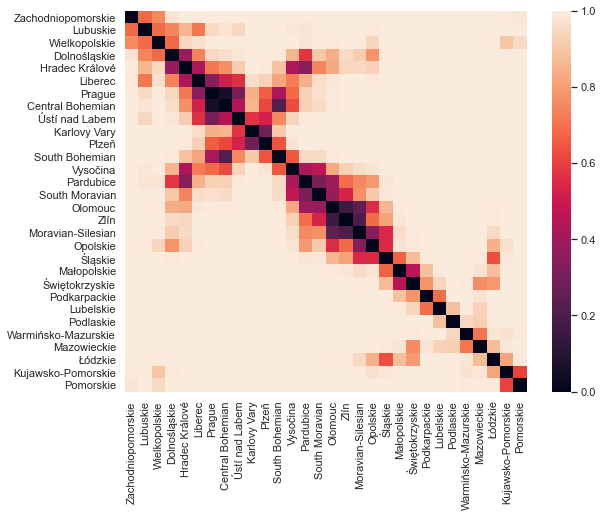 Zachodniopomorskie
Lubuskie
Wielkopolskie
Dolnośląskie
Hradec Králové
Liberec
Prague
Central Bohemian
Ústí nad Labem
Karlovy Vary
Plzeň
South Bohemian
Vysočina
Pardubice
South Moravian
Olomouc
Zlín
Moravian-Silesian
Opolskie
Śląskie
Małopolskie
Świętokrzyskie
Podkarpackie
Lubelskie
Podlaskie
Warmińsko-Mazurskie
Mazowieckie
Łódzkie
Kujawsko-Pomorskie
Pomorskie
Zachodniopomorskie
Lubuskie
Wielkopolskie
Dolnośląskie
Hradec Králové
Liberec
Prague
Central Bohemian
Ústí nad Labem
Karlovy Vary
Plzeň
South Bohemian
Vysočina
Pardubice
South Moravian
Olomouc
Zlín
Moravian-Silesian
Opolskie
Śląskie
Małopolskie
Świętokrzyskie
Podkarpackie
Lubelskie
Podlaskie
Warmińsko-Mazurskie
Mazowieckie
Łódzkie
Kujawsko-Pomorskie
Pomorskie
1.0
0.8
0.6
0.4
0.2
0.0